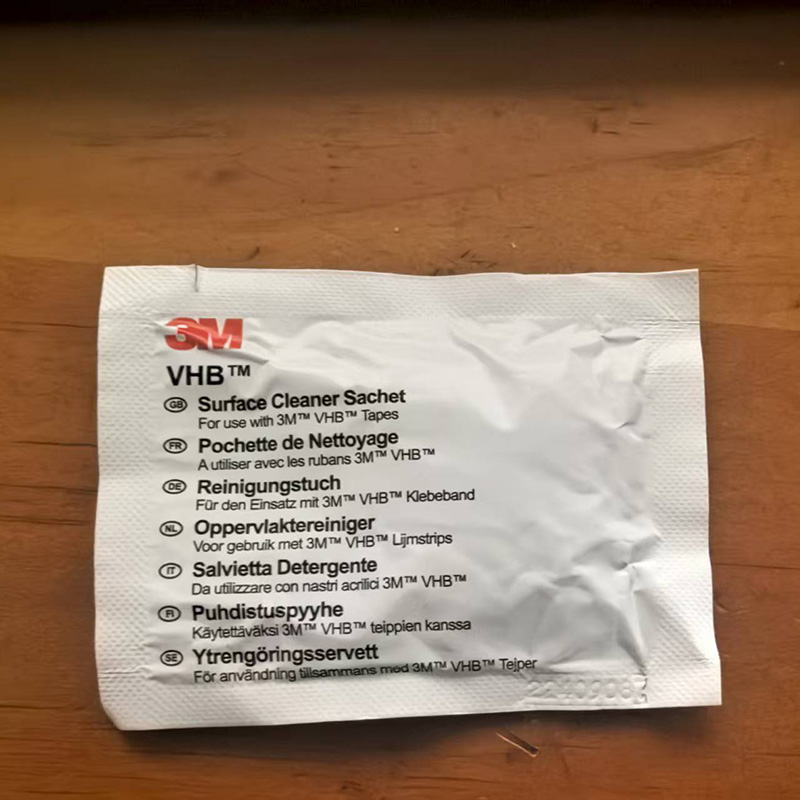 3M
VHB™
GB Surface Cleaner Sachet
For use with 3M™ VHB™ Tapes
FR Pochette de Nettoyage
A utiliser avec les rubans 3M™ VHB™
DE Reinigungstuch
Für den Einsatz mit 3M™ VHB™ Klebeband
NL Oppervlaktereiniger
Voor gebruik met 3M™ VHB™ Lijmstrips
IT Salvietta Detergente
Da utilizzare con nastri acrilici 3M™ VHB™
FI Puhdistuspyyhe
Käytettäväksi 3M™ VHB™ teippien kanssa
SE Ytrengöringsservett
För användning tillsammans med 3M™ VHB™ Tejper